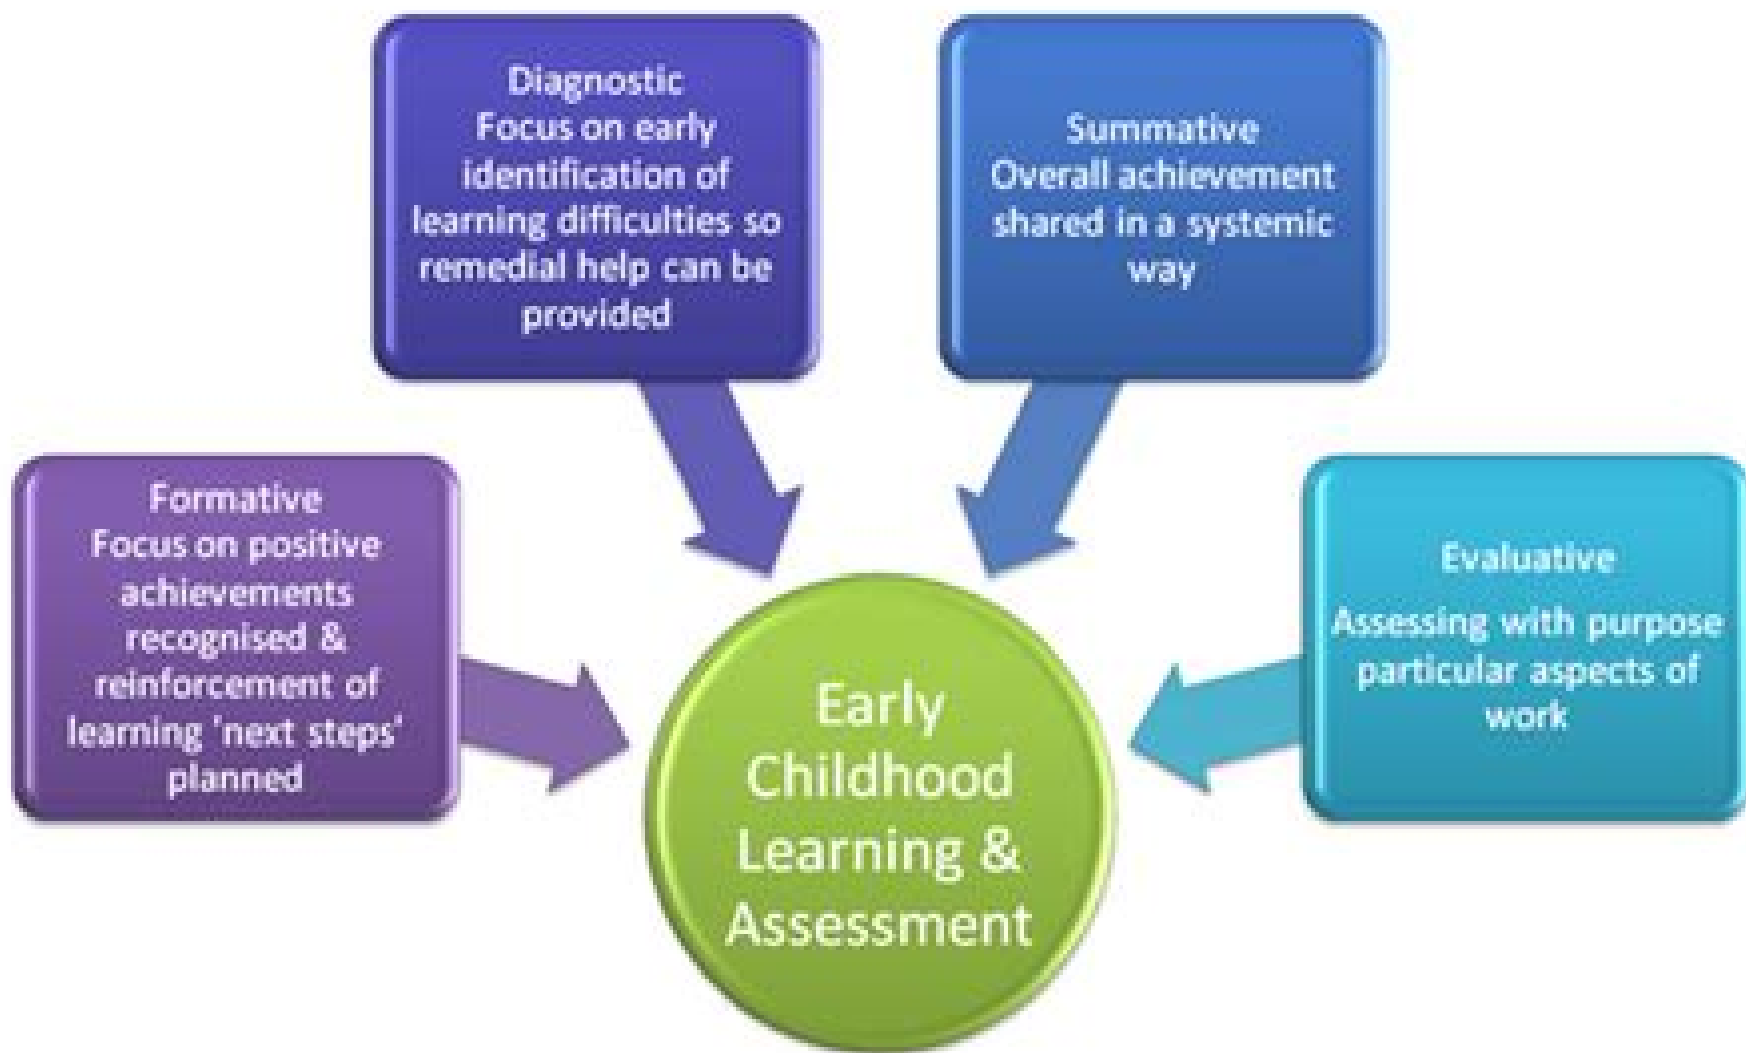 Diagnostic
Focus on early
identification of
learning difficulties so
remedial help can be
provided
Summative
Overall achievement
shared in a systemic
way
Formative
Focus on positive
achievements
recognised &
reinforcement of
learning 'next steps'
planned
Evaluative
Assessing with purpose
particular aspects of
work
Early
Childhood
Learning &
Assessment